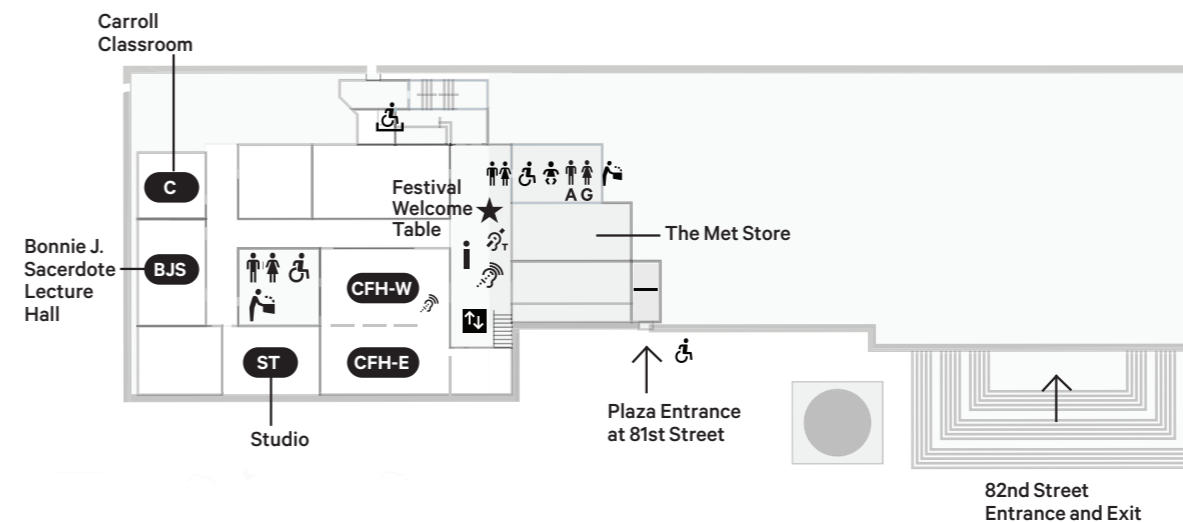 Carroll
Classroom
C
Festival
Welcome
Table
A G
The Met Store
Bonnie J.
Sacerdote
Lecture
Hall
BJS
i
CFH-W
T
ST
CFH-E
Studio
Plaza Entrance
at 81st Street
82nd Street
Entrance and Exit